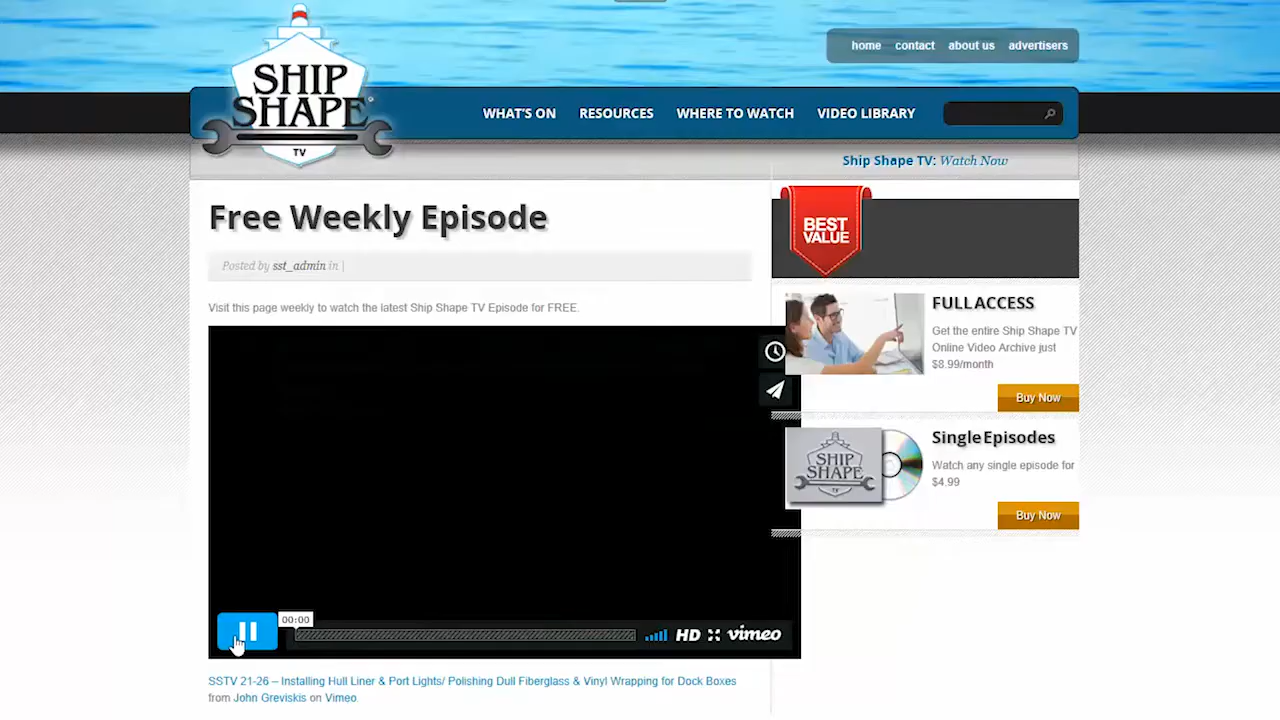 home contact about us advertisers
SHIP
SHAPE
TV
WHAT'S ON RESOURCES WHERE TO WATCH VIDEO LIBRARY
Ship Shape TV: Watch Now
Free Weekly Episode
BEST
VALUE
Posted by sst_admin in |
Visit this page weekly to watch the latest Ship Shape TV Episode for FREE.
FULL ACCESS
Get the entire Ship Shape TV
Online Video Archive just
$8.99/month
Buy Now
Single Episodes
SHIP
SHAPE
TV
Watch any single episode for
$4.99
Buy Now
00:00
HD vimeo
SSTV 21-26 – Installing Hull Liner & Port Lights/ Polishing Dull Fiberglass & Vinyl Wrapping for Dock Boxes
from John Greviskis on Vimeo